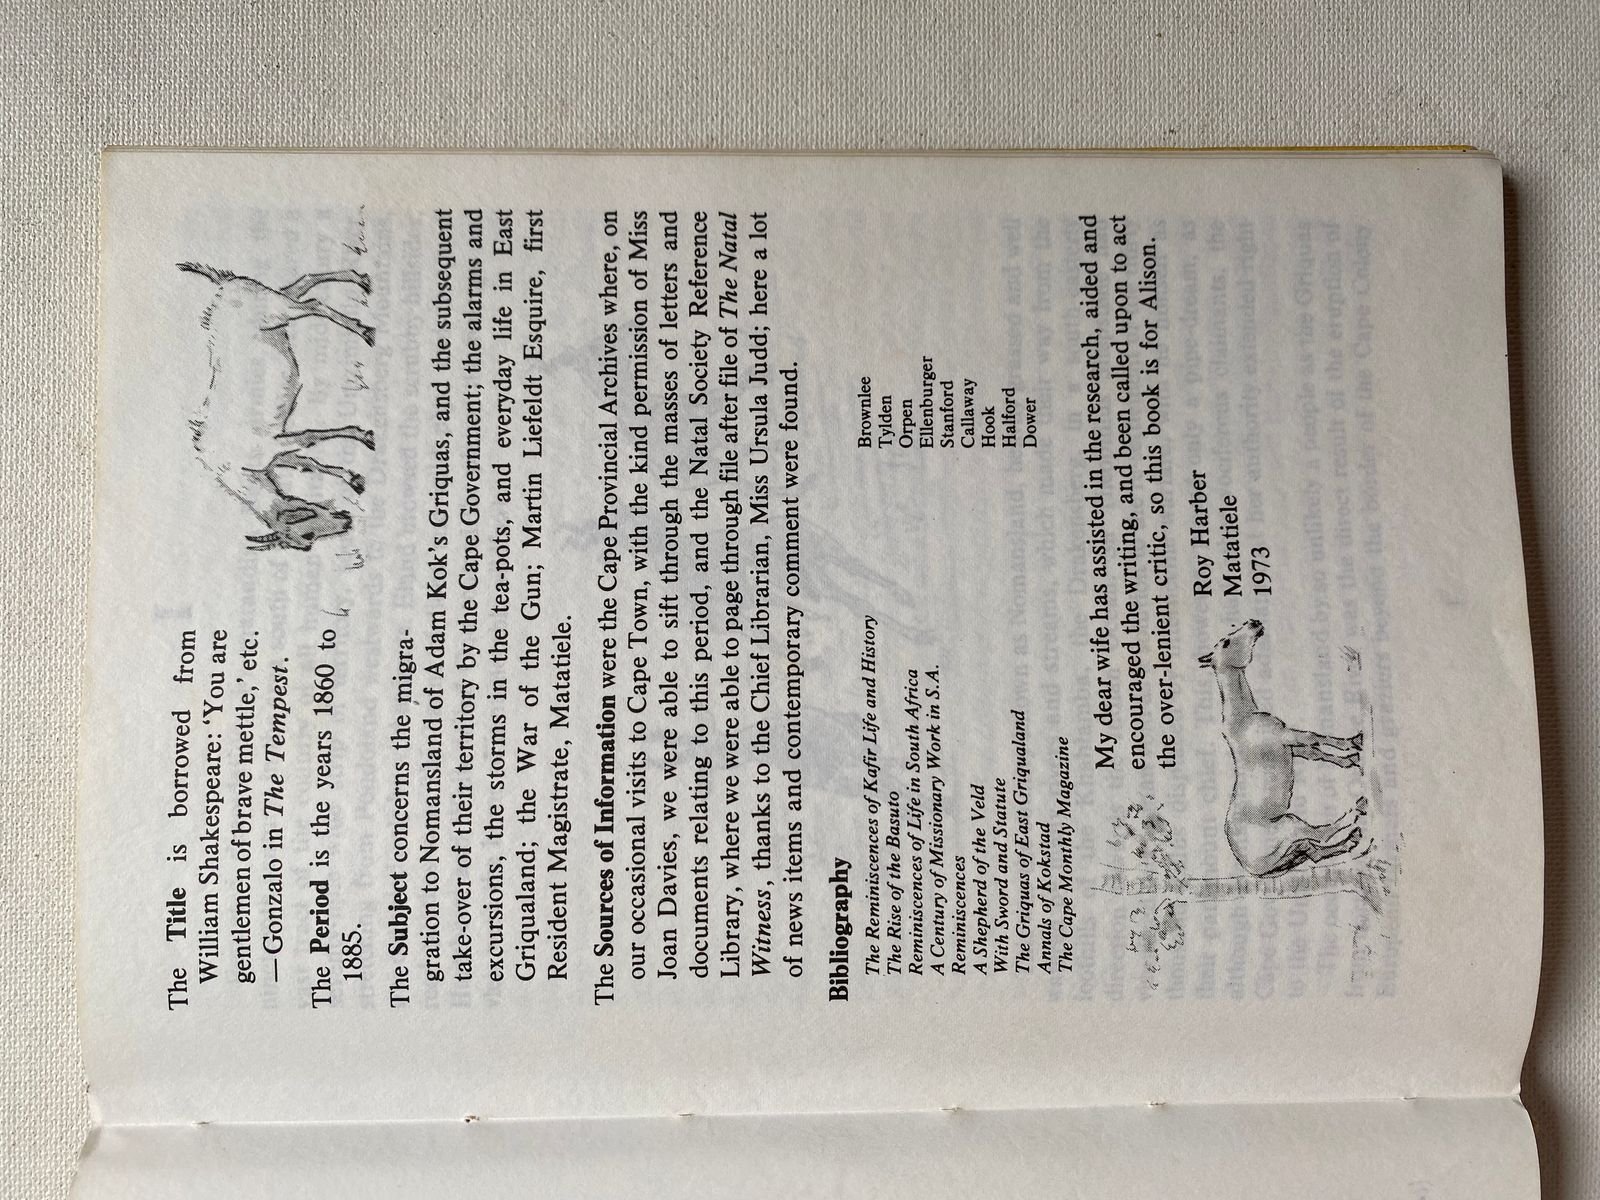 The Title is borrowed from
William Shakespeare: ‘You are
gentlemen of brave mettle,’ etc.
—Gonzalo in The Tempest.
The Period is the years 1860 to
1885.
The Subject concerns the migra-
gration to Nomansland of Adam Kok's Griquas, and the subsequent
take-over of their territory by the Cape Government; the alarms and
excursions, the storms in the tea-pots, and everyday life in East
Griqualand; the War of the Gun; Martin Liefeldt Esquire, first
Resident Magistrate, Matatiele.
The Sources of Information were the Cape Provincial Archives where, on
our occasional visits to Cape Town, with the kind permission of Miss
Joan Davies, we were able to sift through the masses of letters and
documents relating to this period, and the Natal Society Reference
Library, where we were able to page through file after file of The Natal
Witness, thanks to the Chief Librarian, Miss Ursula Judd; here a lot
of news items and contemporary comment were found.
Bibliography
The Reminiscences of Kafir Life and History Brownlee
The Rise of the Basuto Tylden
Reminiscences of Life in South Africa Orpen
A Century of Missionary Work in S.A. Ellenburger
Reminiscences Stanford
A Shepherd of the Veld Callaway
With Sword and Statute Hook
The Griquas of East Griqualand Halford
Annals of Kokstad Dower
The Cape Monthly Magazine
My dear wife has assisted in the research, aided and
encouraged the writing, and been called upon to act
the over-lenient critic, so this book is for Alison.
Roy Harber
Matatiele
1973